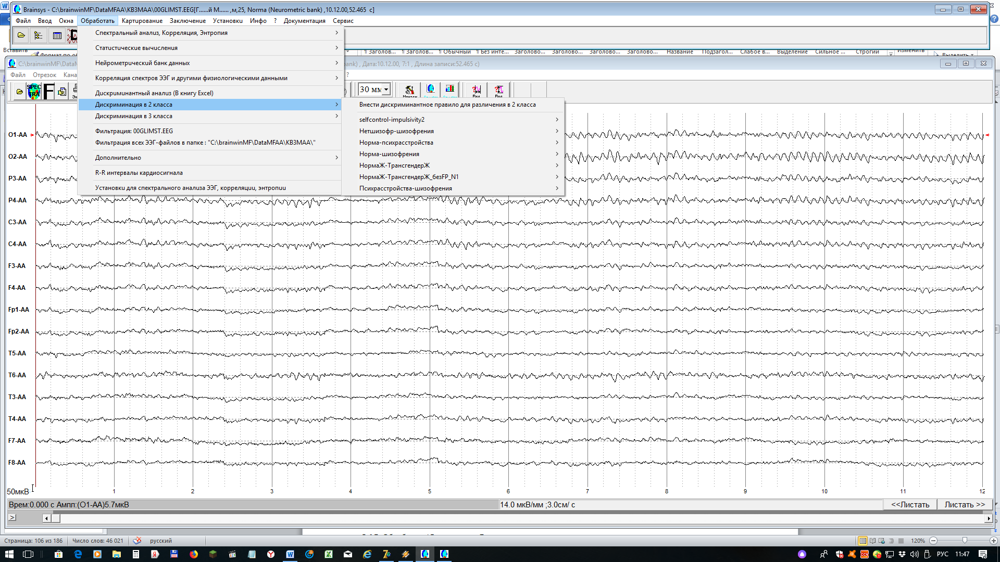 Brainsys - C:\brainwinMF\DataMFAA\KB3MAA\00GLIMST.EEG[Г......й М...... ,м,25, Norma (Neurometric bank) ,10.12.00,52.465 с]
Файл Ввод Окна Обработать Картирование Заключение Установки Инфо ? Документация Сервис
Спектральный анализ, Корреляция, Энтропия
Статистические вычисления
Нейрометрический банк данных
Корреляция спектров ЭЭГ и другими физиологическими данными
Дискриминантный анализ (В книгу Excel)
Дискриминация в 2 класса
Дискриминация в 3 класса
Фильтрация: 00GLIMST.EEG
Фильтрация всех ЭЭГ-файлов в папке : "C:\brainwinMF\DataMFAA\KB3MAA\"
Дополнительно
R-R интервалы кардиосигнала
Установки для спектрального анализа ЭЭГ, корреляции, энтропии
Внести дискриминантное правило для различения в 2 класса
selfcontrol-impulsivity2
Нетшизофр-шизофрения
Норма-психрасстройства
Норма-шизофрения
НормаЖ-ТрансгендерЖ
НормаЖ-ТрансгендерЖ_безFP_N1
Психрасстройства-шизофрения
Вставить Формат по об
¶ Заголов... ¶ Заголов... ¶ Обычный ¶ Без инте... Заголово... Заголово... Заголово... Заголово... Название Подзагол... Слабое в... Выделение Сильное ... Строгий Изменить Выделить
C:\brainwinMF\DataM
bank) , Дата:10.12.00, 7:1 , Длина записи:52.465 с)
Файл Отрезок Кана ?
SPEC TRA F 30 мм
O1-AA
O2-AA
P3-AA
P4-AA
C3-AA
C4-AA
F3-AA
F4-AA
Fp1-AA
Fp2-AA
T5-AA
T6-AA
T3-AA
T4-AA
F7-AA
F8-AA
50мкВ 1 2 3 4 5 6 7 8 9 10 11 12
Врем:0.000 с Ампл:(O1-AA)5.7мкВ 14.0 мкВ/мм ;3.0см/ с <<Листать Листать >>
>
Страница: 106 из 186 Число слов: 46 021 русский 120%
РУС 11:47